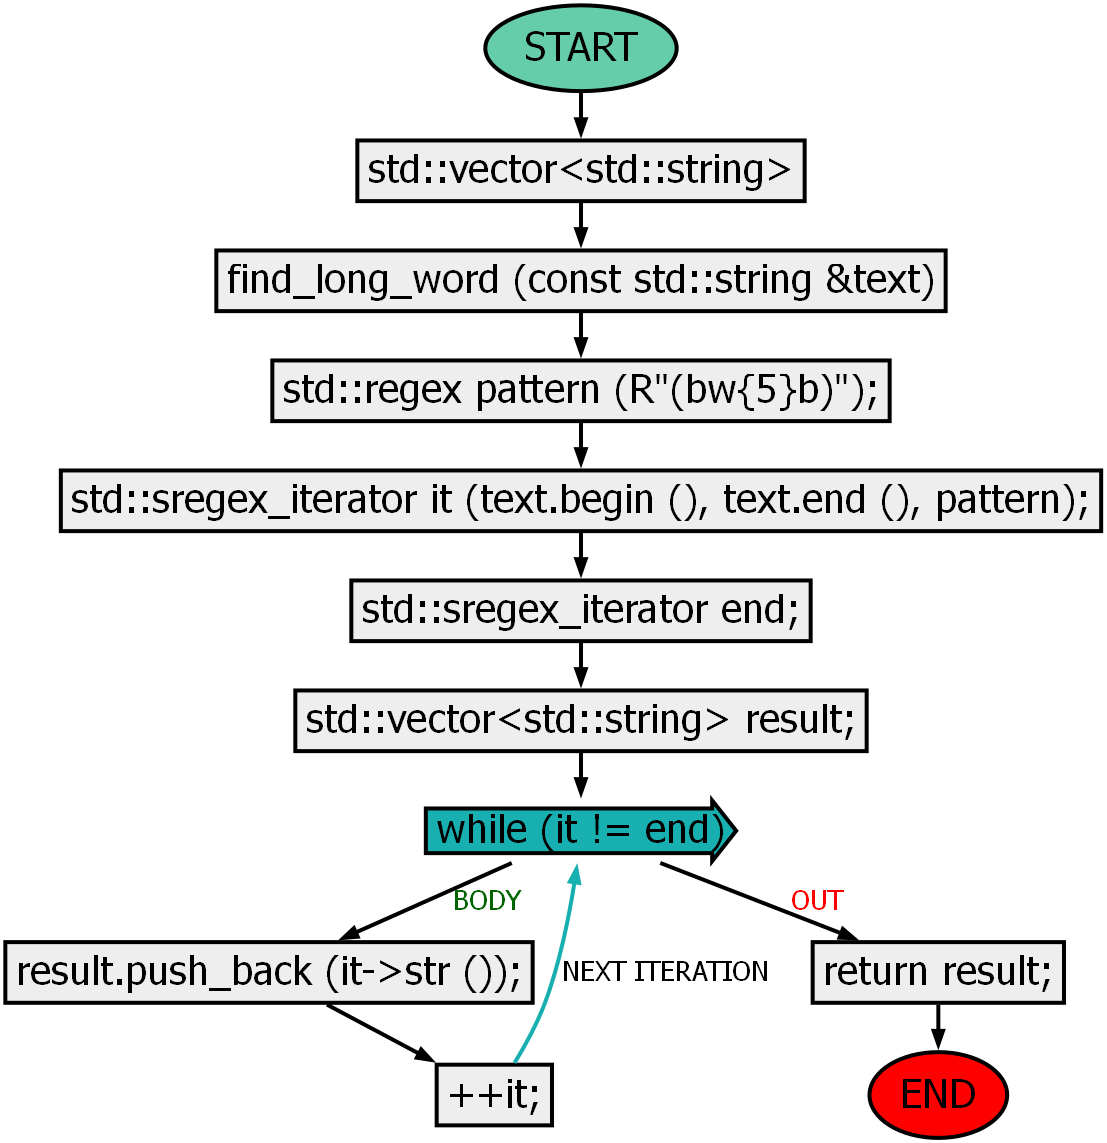 START
std::vector<std::string>
find_long_word (const std::string &text)
std::regex pattern (R"(bw{5}b)");
std::sregex_iterator it (text.begin (), text.end (), pattern);
std::sregex_iterator end;
std::vector<std::string> result;
while (it != end)
BODY
OUT
result.push_back (it->str ());
NEXT ITERATION
return result;
++it;
END